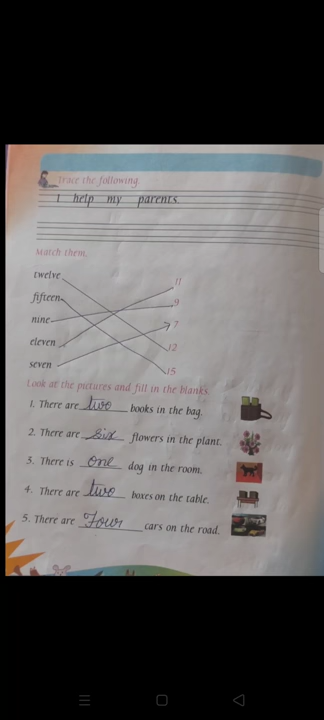 Trace the following
I help my parents.
Match them.
twelve 11
fifteen 9
nine 7
eleven 12
seven 15
Look at the pictures and fill in the blanks.
1. There are two books in the bag.
2. There are six flowers in the plant.
3. There is one dog in the room.
4. There are two boxes on the table.
5. There are Four cars on the road.